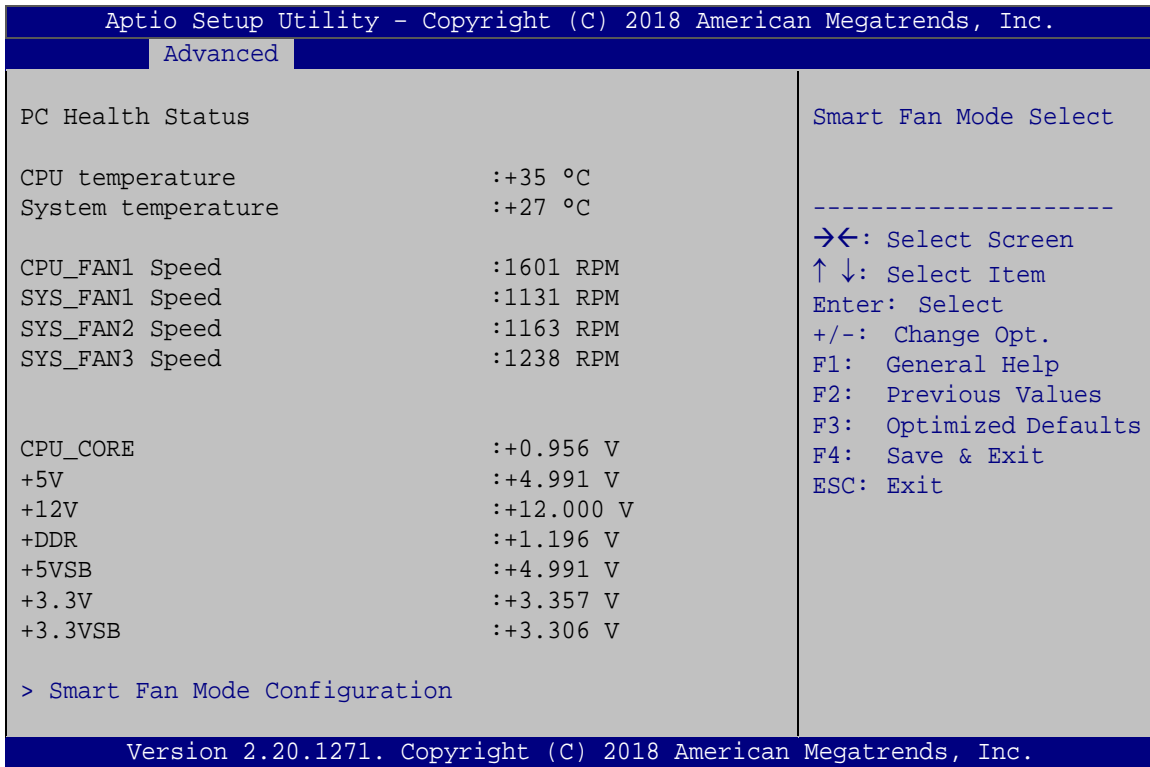 Aptio Setup Utility – Copyright (C) 2018 American Megatrends, Inc.
Advanced
PC Health Status
CPU temperature :+35 ºC
System temperature :+27 ºC
CPU_FAN1 Speed :1601 RPM
SYS_FAN1 Speed :1131 RPM
SYS_FAN2 Speed :1163 RPM
SYS_FAN3 Speed :1238 RPM
CPU_CORE :+0.956 V
+5V :+4.991 V
+12V :+12.000 V
+DDR :+1.196 V
+5VSB :+4.991 V
+3.3V :+3.357 V
+3.3VSB :+3.306 V
> Smart Fan Mode Configuration
Smart Fan Mode Select
---------------------
→←: Select Screen
↑ ↓: Select Item
Enter: Select
+/-: Change Opt.
F1: General Help
F2: Previous Values
F3: Optimized Defaults
F4: Save & Exit
ESC: Exit
Version 2.20.1271. Copyright (C) 2018 American Megatrends, Inc.